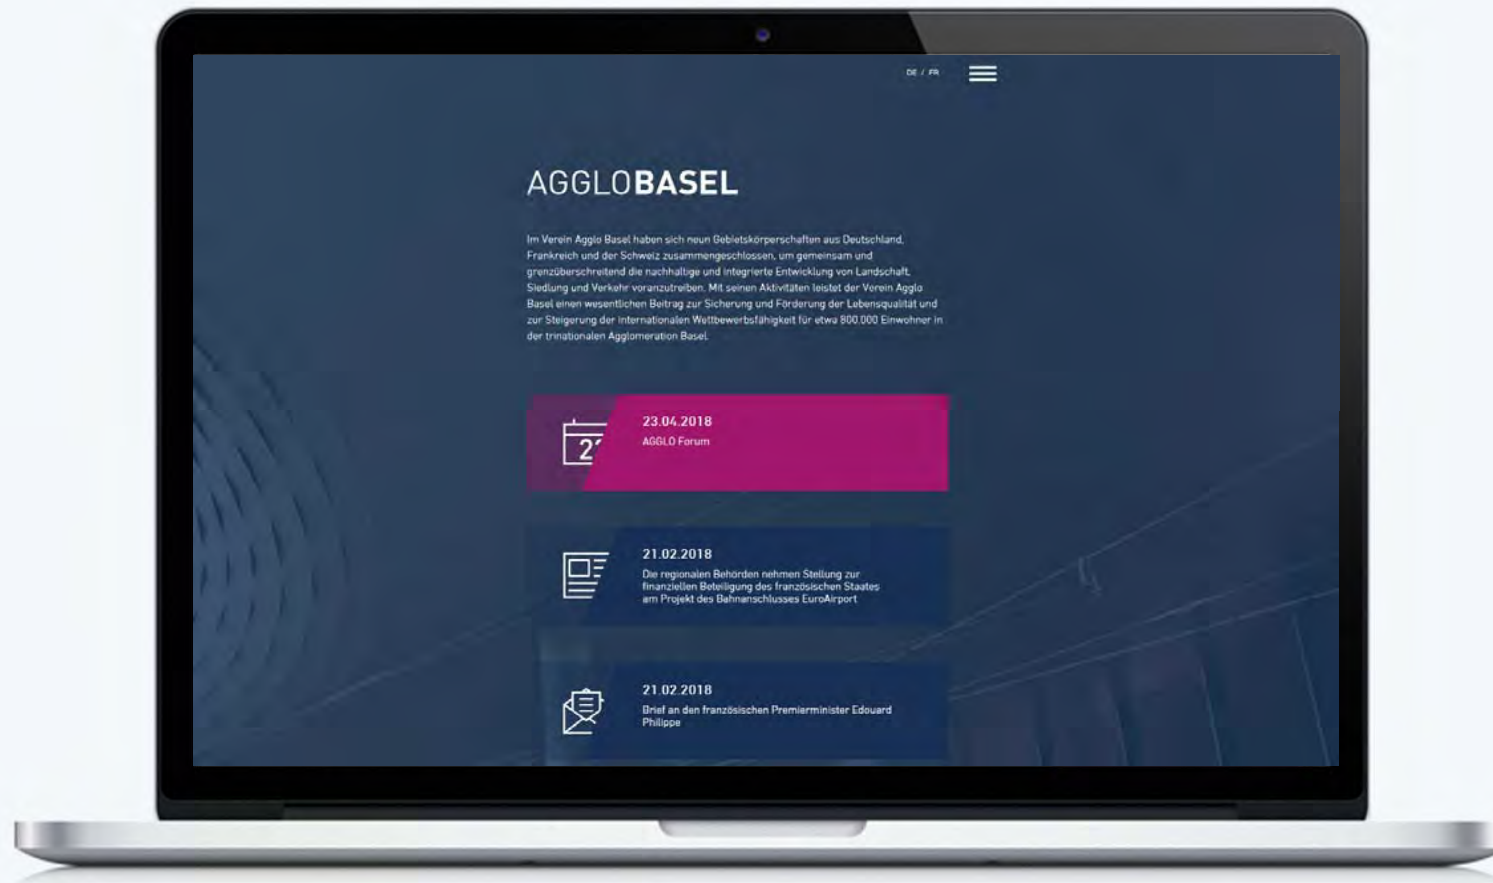 DE / FR
AGGLOBASEL
Im Verein Agglo Basel haben sich neun Gebietskörperschaften aus Deutschland,
Frankreich und der Schweiz zusammengeschlossen, um gemeinsam und
grenzüberschreitend die nachhaltige und integrierte Entwicklung von Landschaft,
Siedlung und Verkehr voranzutreiben. Mit seinen Aktivitäten leistet der Verein Agglo
Basel einen wesentlichen Beitrag zur Sicherung und Förderung der Lebensqualität und
zur Steigerung der internationalen Wettbewerbsfähigkeit für etwa 800.000 Einwohner in
der trinationalen Agglomeration Basel.
23.04.2018
AGGLO Forum
21.02.2018
Die regionalen Behörden nehmen Stellung zur
finanziellen Beteiligung des französischen Staates
am Projekt des Bahnanschlusses EuroAirport
21.02.2018
Brief an den französischen Premierminister Edouard
Philippe